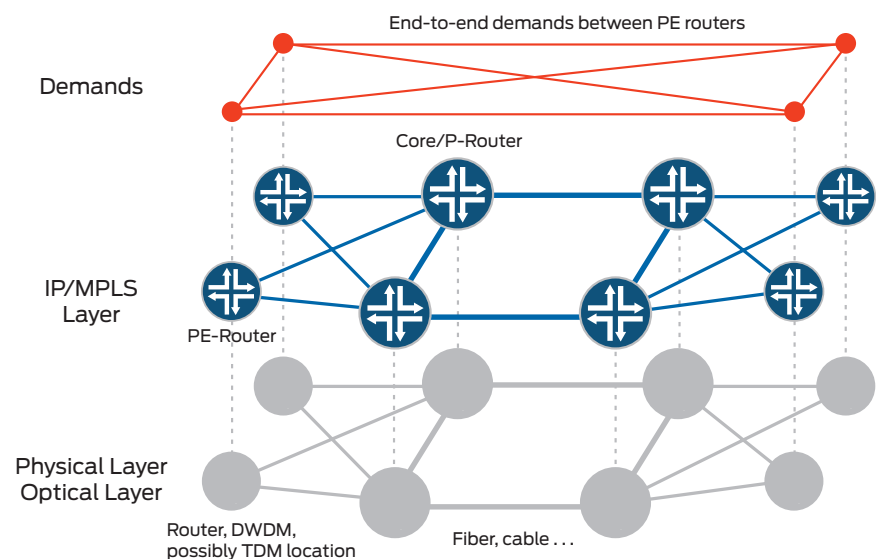 End-to-end demands between PE routers
Demands
Core/P-Router
IP/MPLS
Layer
PE-Router
Physical Layer
Optical Layer
Router, DWDM,
possibly TDM location
Fiber, cable . . .